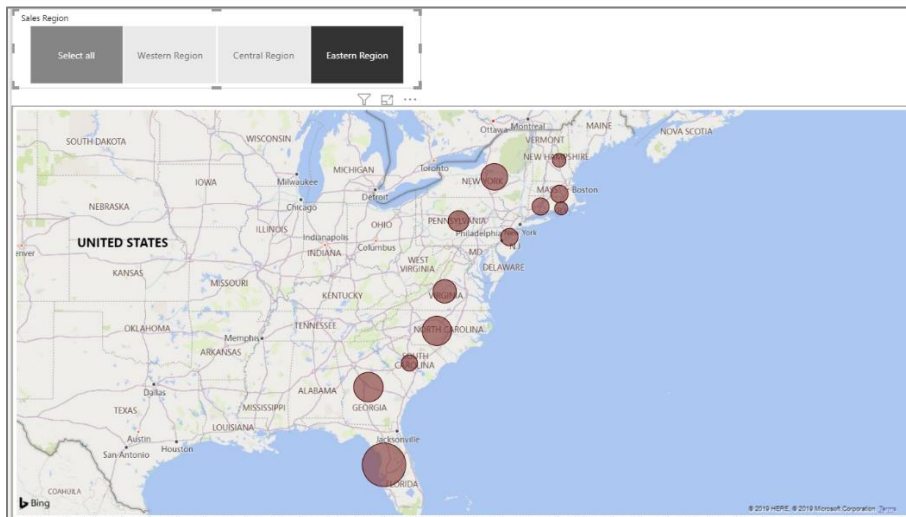 Sales Region
Select all
Western Region
Central Region
Eastern Region
Ottawa
Montreal
MAINE
NOVA SCOTIA
VERMONT
SOUTH DAKOTA
WISCONSIN
NEW HAMPSHIRE
MICHIGAN
Toronto
Milwaukee
NEW YORK
IOWA
Detroit
Boston
Chicago
NEBRASKA
PENNSYLVANIA
OHIO
ILLINOIS
Philadelphia
UNITED STATES
Indianapolis
Columbus
INDIANA
MD
NJ
WEST
VIRGINIA
DELAWARE
KANSAS
MISSOURI
KENTUCKY
VIRGINIA
OKLAHOMA
TENNESSEE
NORTH CAROLINA
Memphis
ARKANSAS
SOUTH
CAROLINA
ALABAMA
Dallas
MISSISSIPPI
GEORGIA
TEXAS
LOUISIANA
Jacksonville
Austin
Houston
San Antonio
FLORIDA
COAHUILA
Bing
© 2019 HERE, © 2019 Microsoft Corporation Terms